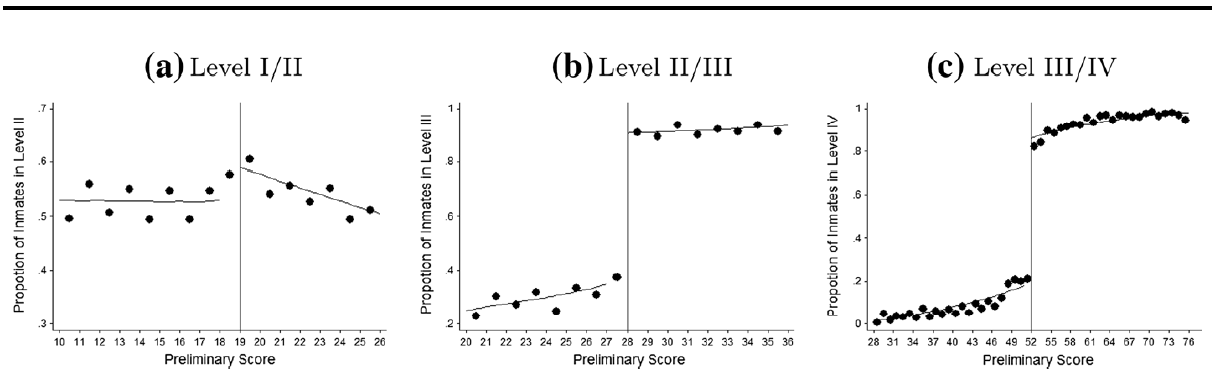 (a) Level I/II
Propotion of Inmates in Level II
.7
.6
.5
.4
.3
10 11 12 13 14 15 16 17 18 19 20 21 22 23 24 25 26
Preliminary Score
(b) Level II/III
Propotion of Inmates in Level III
1
.8
.6
.4
.2
20 21 22 23 24 25 26 27 28 29 30 31 32 33 34 35 36
Preliminary Score
(c) Level III/IV
Propotion of Inmates in Level IV
1
.8
.6
.4
.2
0
28 31 34 37 40 43 46 49 52 55 58 61 64 67 70 73 76
Preliminary Score